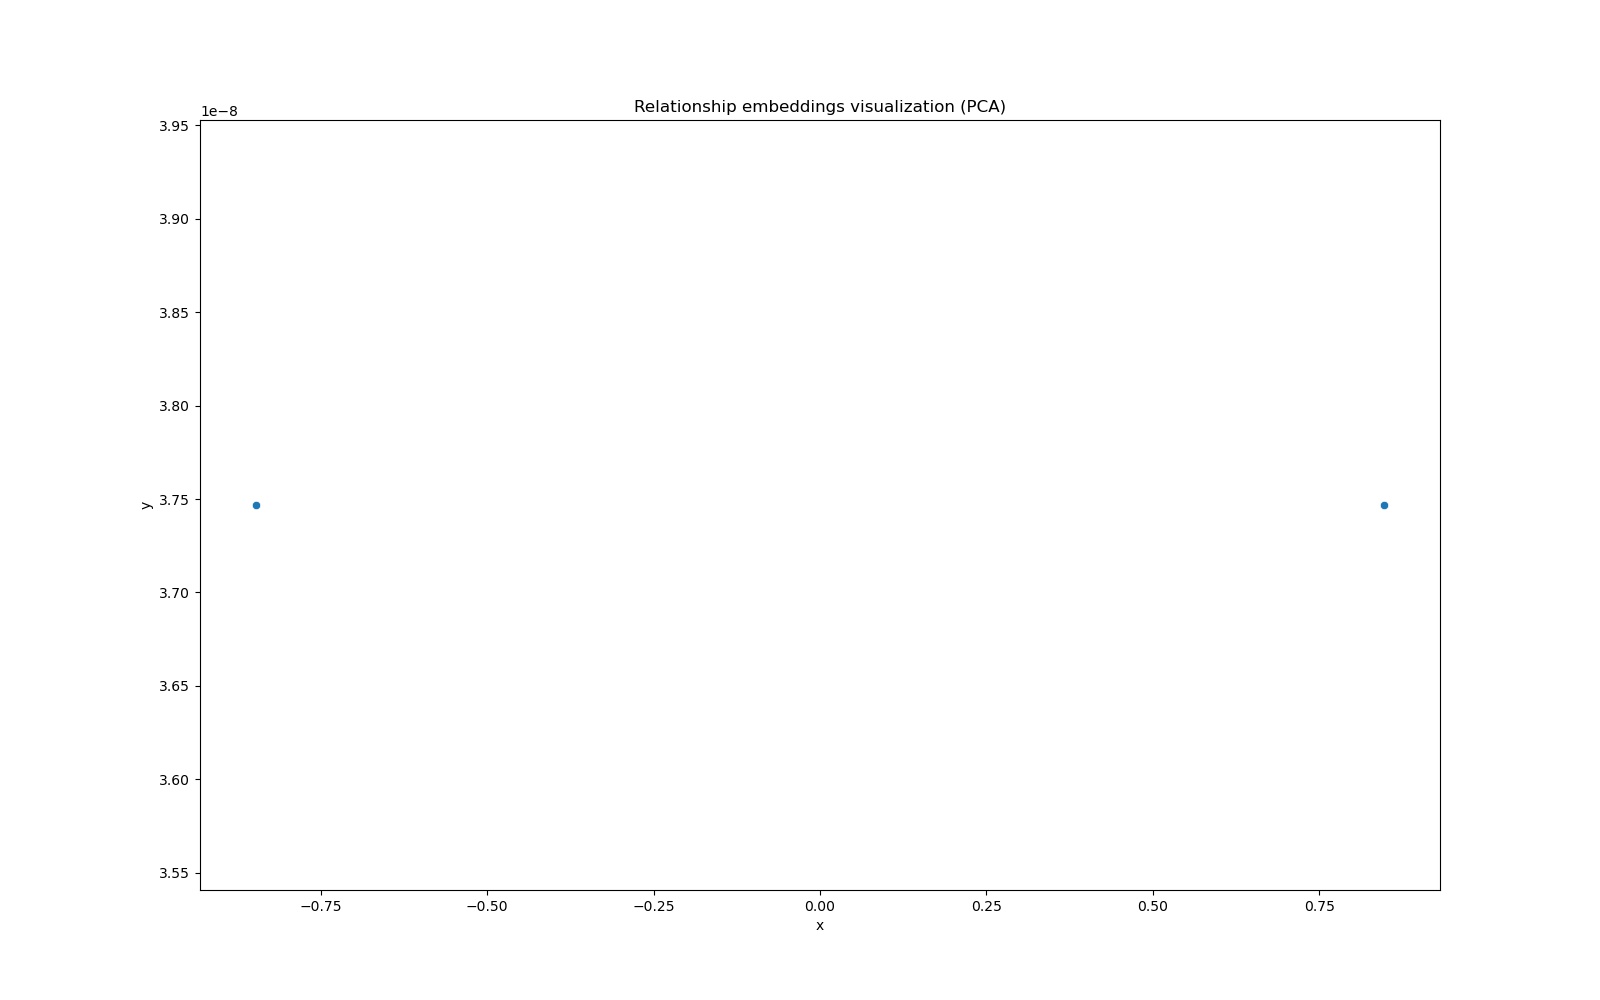 Relationship embeddings visualization (PCA)
1e−8
3.95
3.90
3.85
3.80
3.75
3.70
3.65
3.60
3.55
y
−0.75 −0.50 −0.25 0.00 0.25 0.50 0.75
x